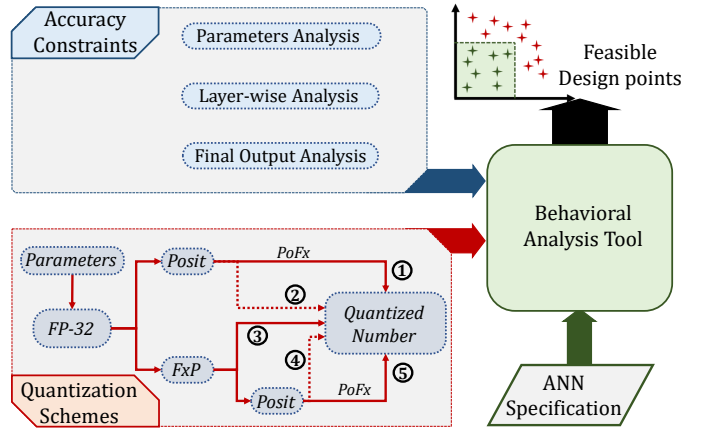 Accuracy
Constraints
Parameters Analysis
Layer-wise Analysis
Final Output Analysis
Feasible
Design points
Behavioral
Analysis Tool
ANN
Specification
Parameters
FP-32
Posit
PoFx
①
②
Quantized
Number
③
④
FxP
Posit
PoFx
⑤
Quantization
Schemes